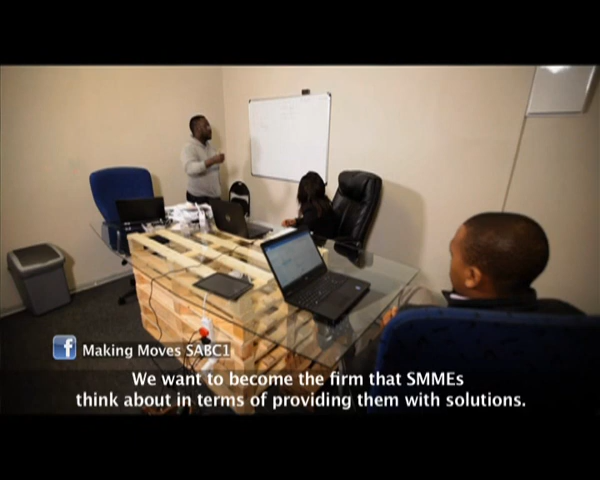 Making Moves SABC1
We want to become the firm that SMMEs
think about in terms of providing them with solutions.